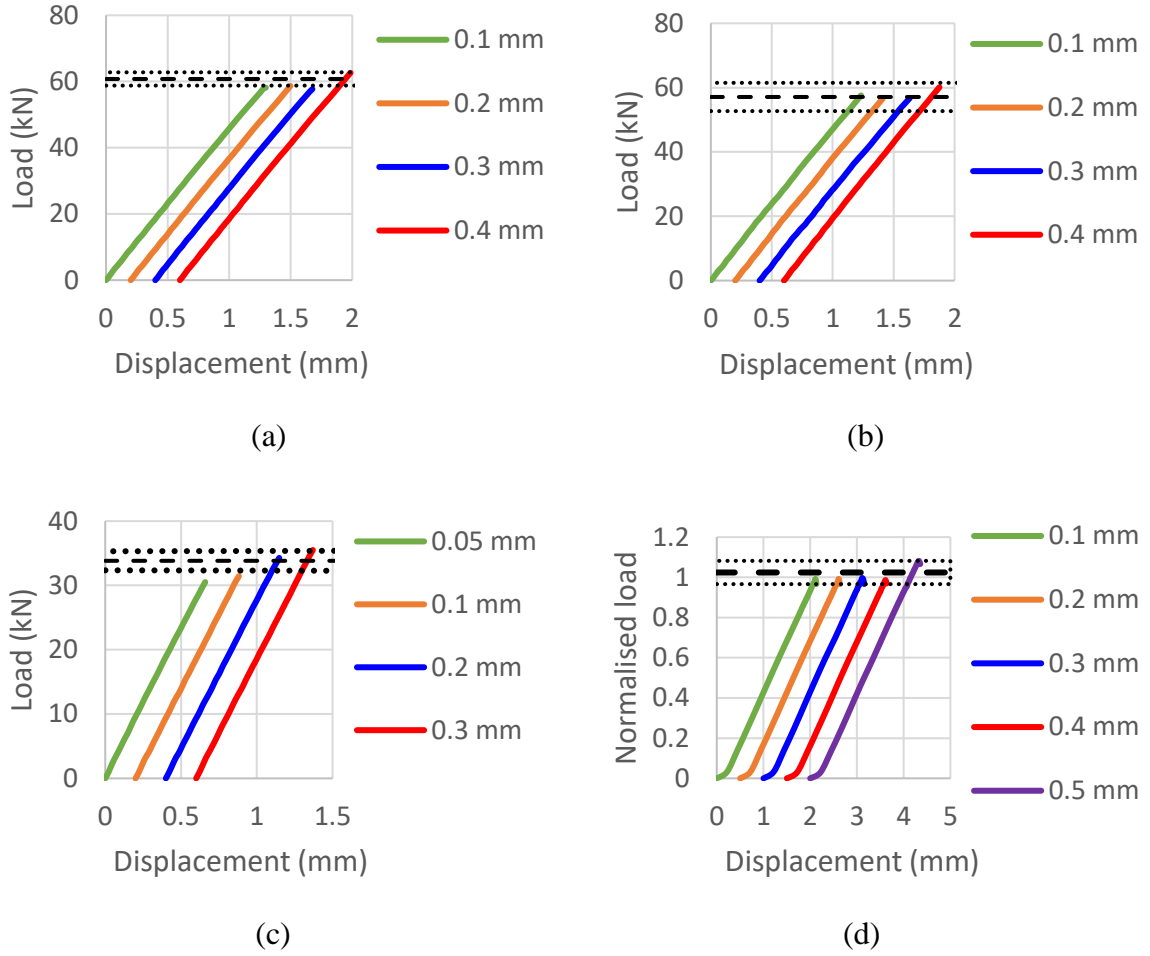 80
60
40
20
0
Load (kN)
0 0.5 1 1.5 2
Displacement (mm)
0.1 mm
0.2 mm
0.3 mm
0.4 mm
(a)
80
60
40
20
0
Load (kN)
0 0.5 1 1.5 2
Displacement (mm)
0.1 mm
0.2 mm
0.3 mm
0.4 mm
(b)
40
30
20
10
0
Load (kN)
0 0.5 1 1.5
Displacement (mm)
0.05 mm
0.1 mm
0.2 mm
0.3 mm
(c)
1.2
1
0.8
0.6
0.4
0.2
0
Normalised load
0 1 2 3 4 5
Displacement (mm)
0.1 mm
0.2 mm
0.3 mm
0.4 mm
0.5 mm
(d)